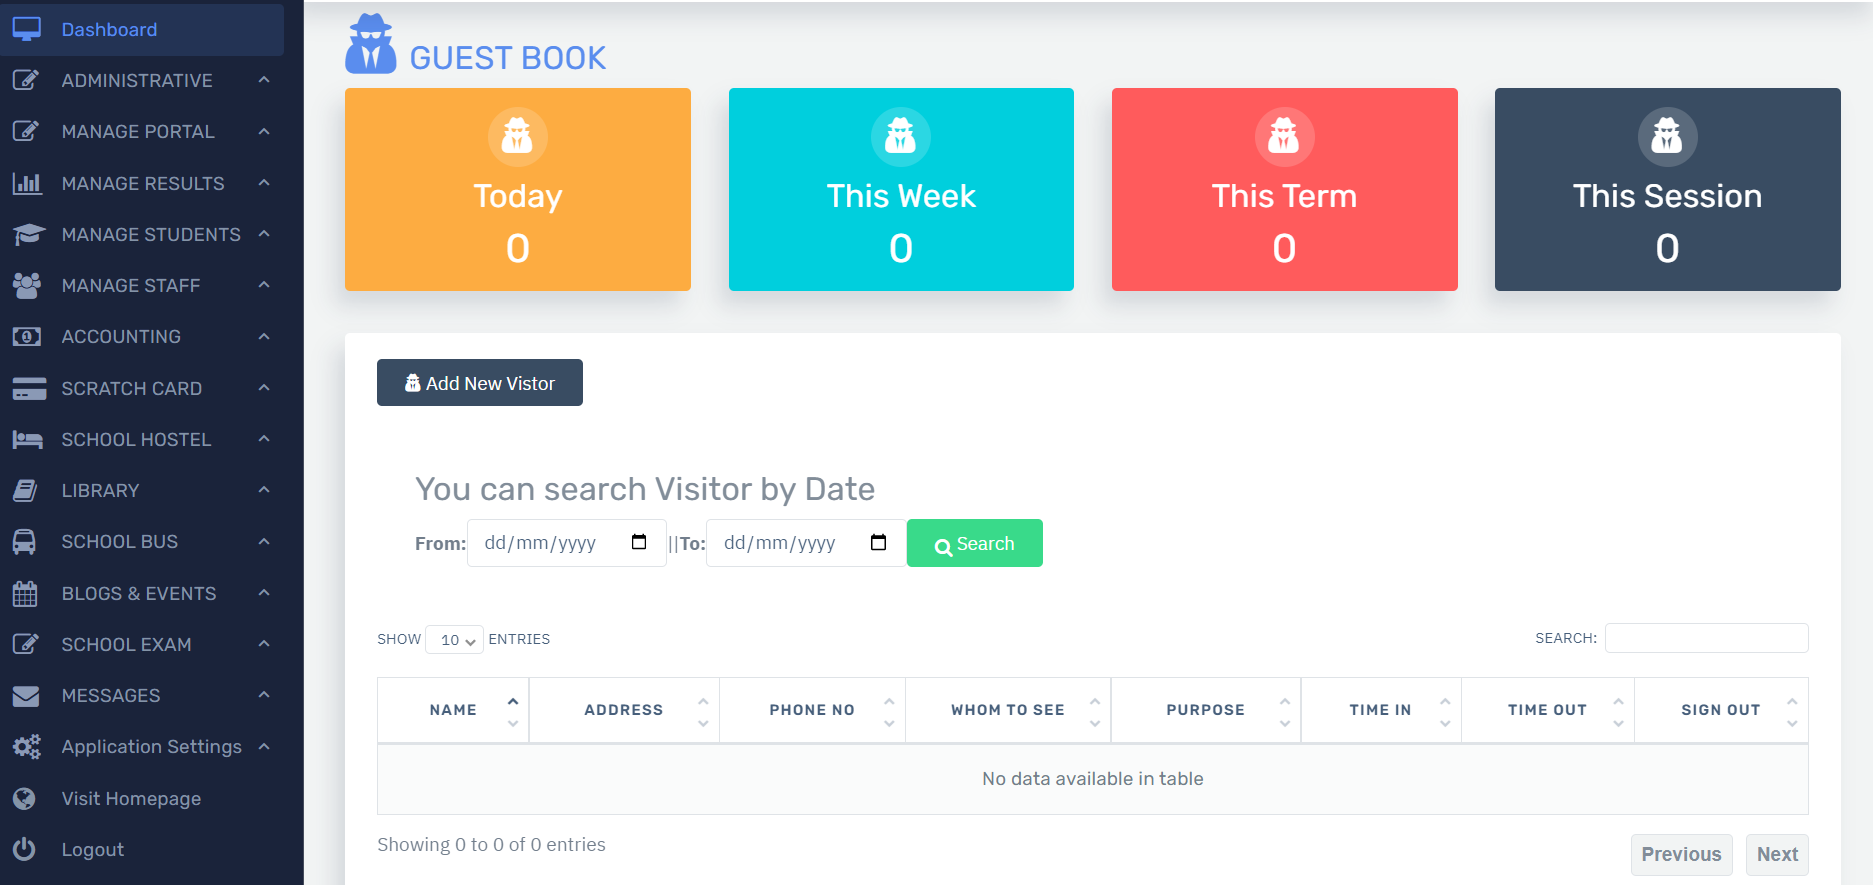 Dashboard
ADMINISTRATIVE
MANAGE PORTAL
MANAGE RESULTS
MANAGE STUDENTS
MANAGE STAFF
ACCOUNTING
SCRATCH CARD
SCHOOL HOSTEL
LIBRARY
SCHOOL BUS
BLOGS & EVENTS
SCHOOL EXAM
MESSAGES
Application Settings
Visit Homepage
Logout
GUEST BOOK
Today
0
This Week
0
This Term
0
This Session
0
Add New Vistor
You can search Visitor by Date
From: dd/mm/yyyy ||To: dd/mm/yyyy Search
SHOW 10 ENTRIES
SEARCH:
NAME ADDRESS PHONE NO WHOM TO SEE PURPOSE TIME IN TIME OUT SIGN OUT
No data available in table
Showing 0 to 0 of 0 entries
Previous Next